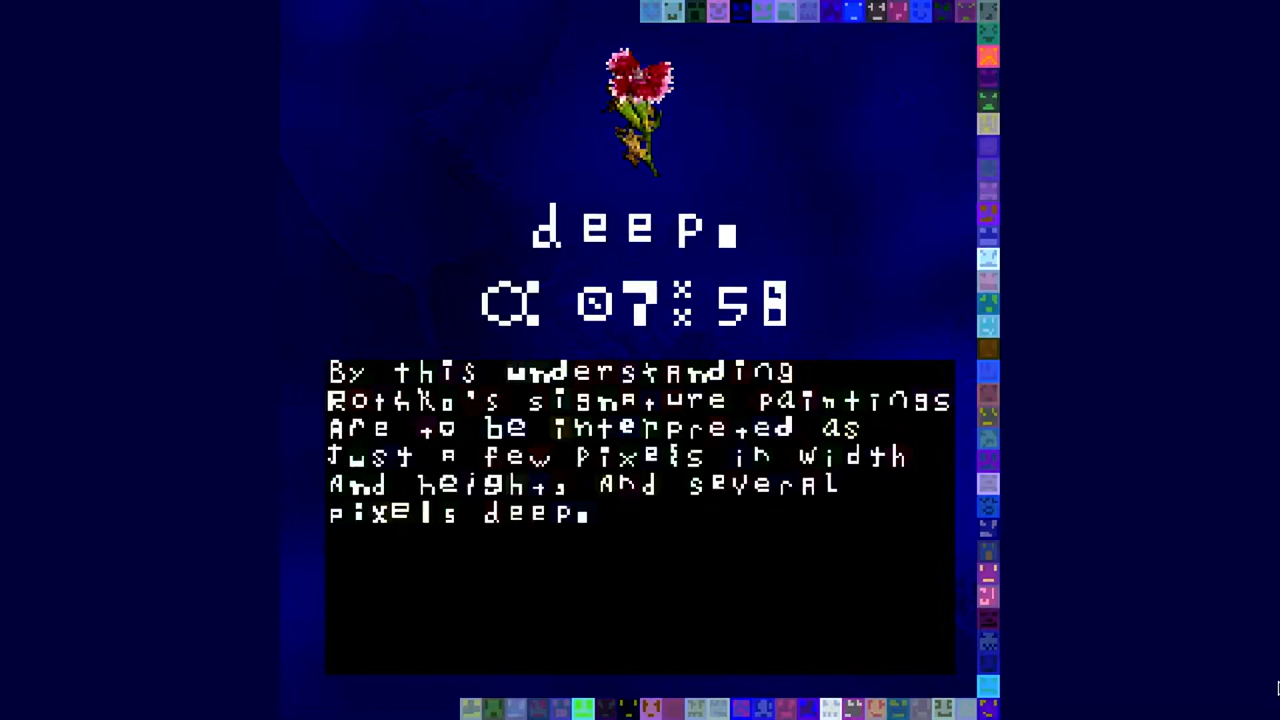 deep.
α 07:58
By this understanding
Rothko's signature paintings
are to be interpreted as
just a few pixels in width
and height, and several
pixels deep.